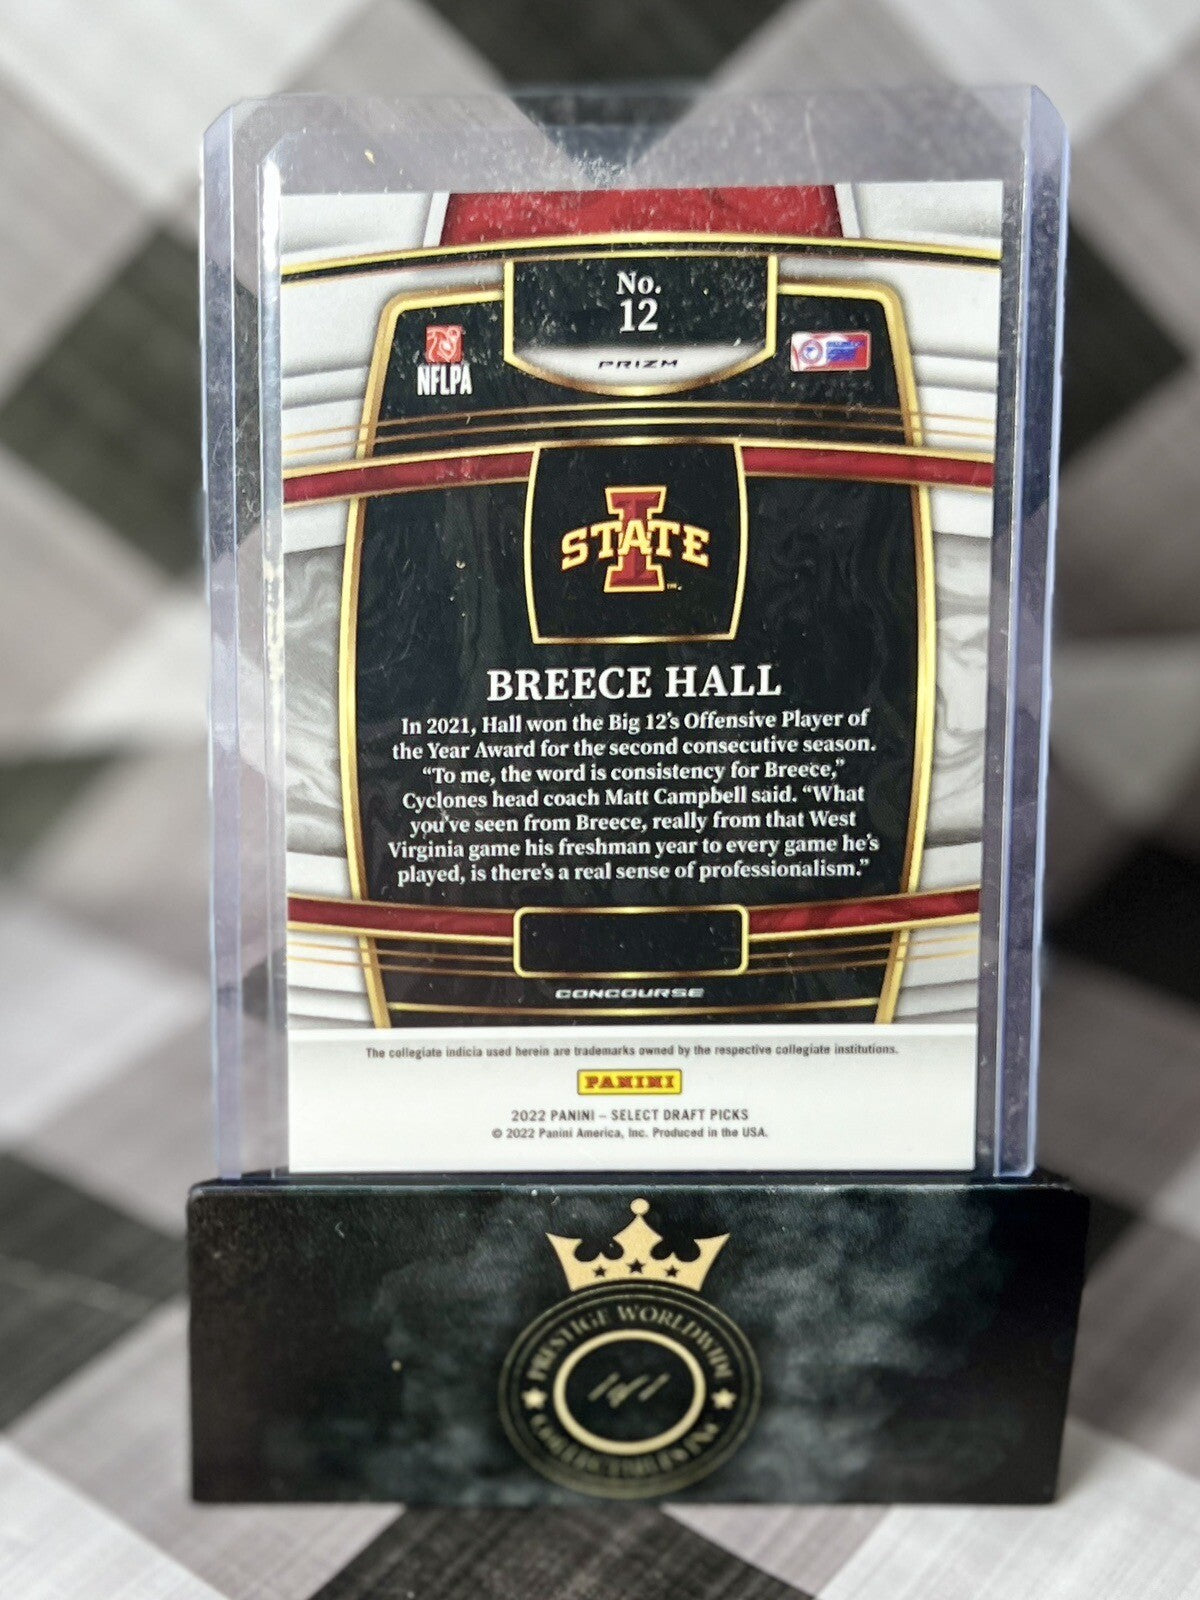 No.
12
PRIZM
NFLPA
I
STATE
BREECE HALL
In 2021, Hall won the Big 12's Offensive Player of
the Year Award for the second consecutive season.
“To me, the word is consistency for Breece,”
Cyclones head coach Matt Campbell said. “What
you've seen from Breece, really from that West
Virginia game his freshman year to every game he's
played, is there's a real sense of professionalism.”
CONCOURSE
The collegiate indicia used herein are trademarks owned by the respective collegiate institutions.
PANINI
2022 PANINI – SELECT DRAFT PICKS
© 2022 Panini America, Inc. Produced in the USA.
PRESTIGE WORLDWIDE
1of1